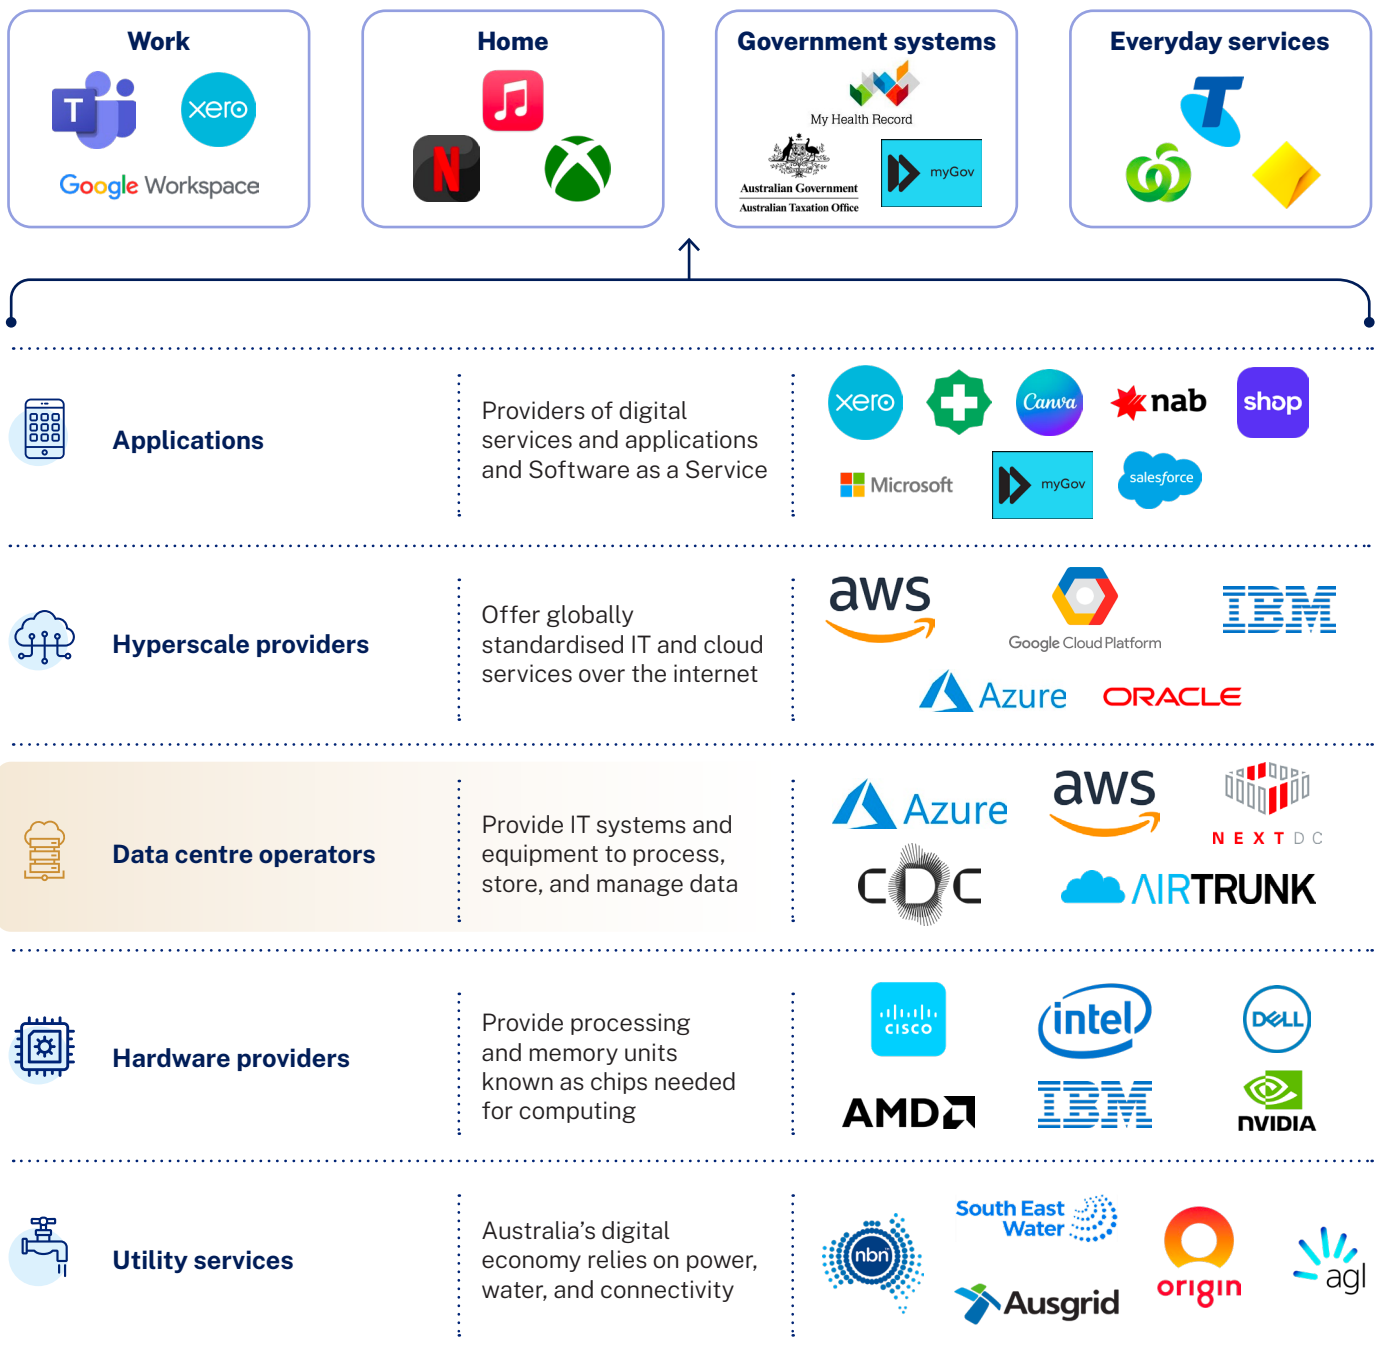 Work
Home
Government systems
Everyday services
T
xero
Google Workspace
N
My Health Record
Australian Government
Australian Taxation Office
myGov
T
Applications
Providers of digital
services and applications
and Software as a Service
xero
Canva
nab
shop
Microsoft
myGov
salesforce
Hyperscale providers
Offer globally
standardised IT and cloud
services over the internet
aws
Google Cloud Platform
IBM
Azure
ORACLE
Data centre operators
Provide IT systems and
equipment to process,
store, and manage data
Azure
aws
NEXTDC
CDC
AIRTRUNK
Hardware providers
Provide processing
and memory units
known as chips needed
for computing
CISCO
intel
DELL
AMD
IBM
NVIDIA
Utility services
Australia’s digital
economy relies on power,
water, and connectivity
nbn
South East
Water
Ausgrid
origin
agl